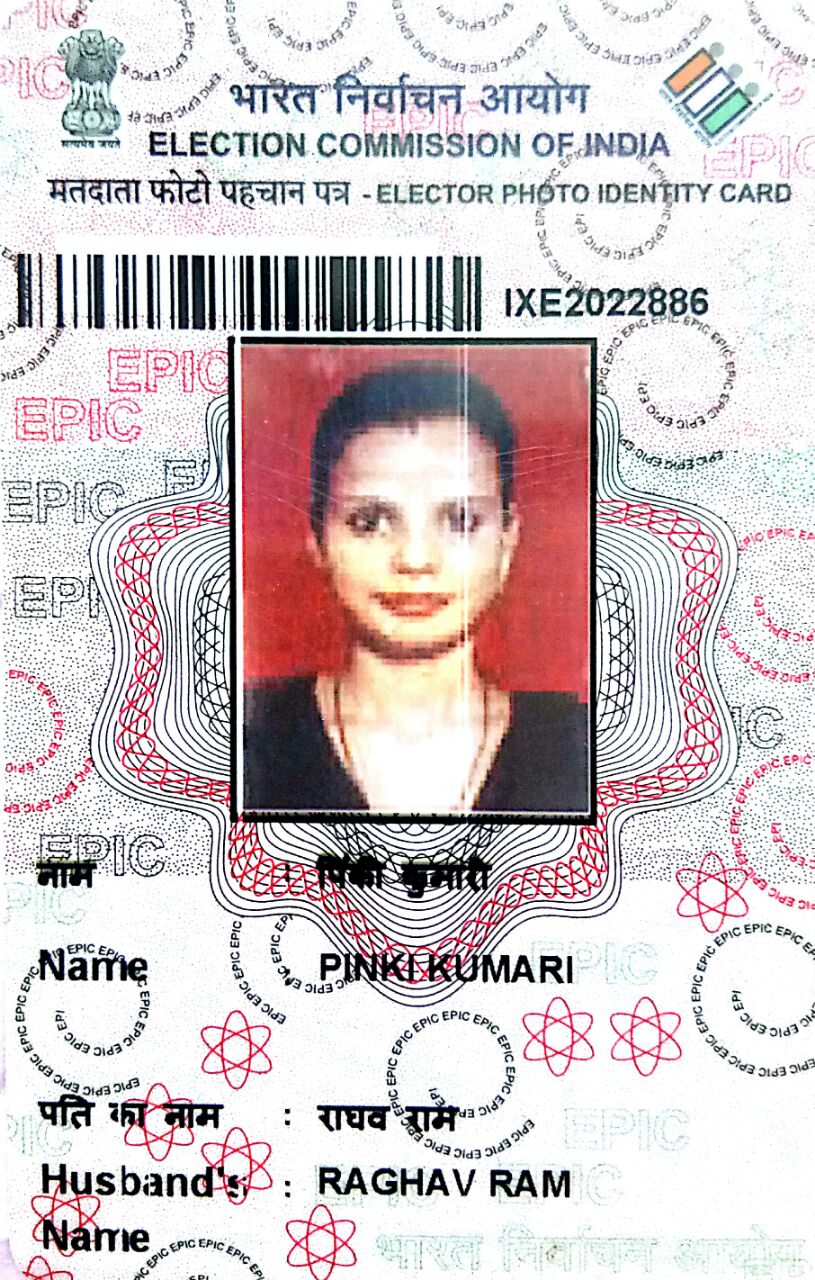 भारत निर्वाचन आयोग
ELECTION COMMISSION OF INDIA
सत्यमेव जयते
मतदाता फोटो पहचान पत्र - ELECTOR PHOTO IDENTITY CARD
IXE2022886
नाम : पिंकी कुमारी
Name : PINKI KUMARI
पति का नाम : राघव राम
Husband's : RAGHAV RAM
Name
भारत निर्वाचन आयोग